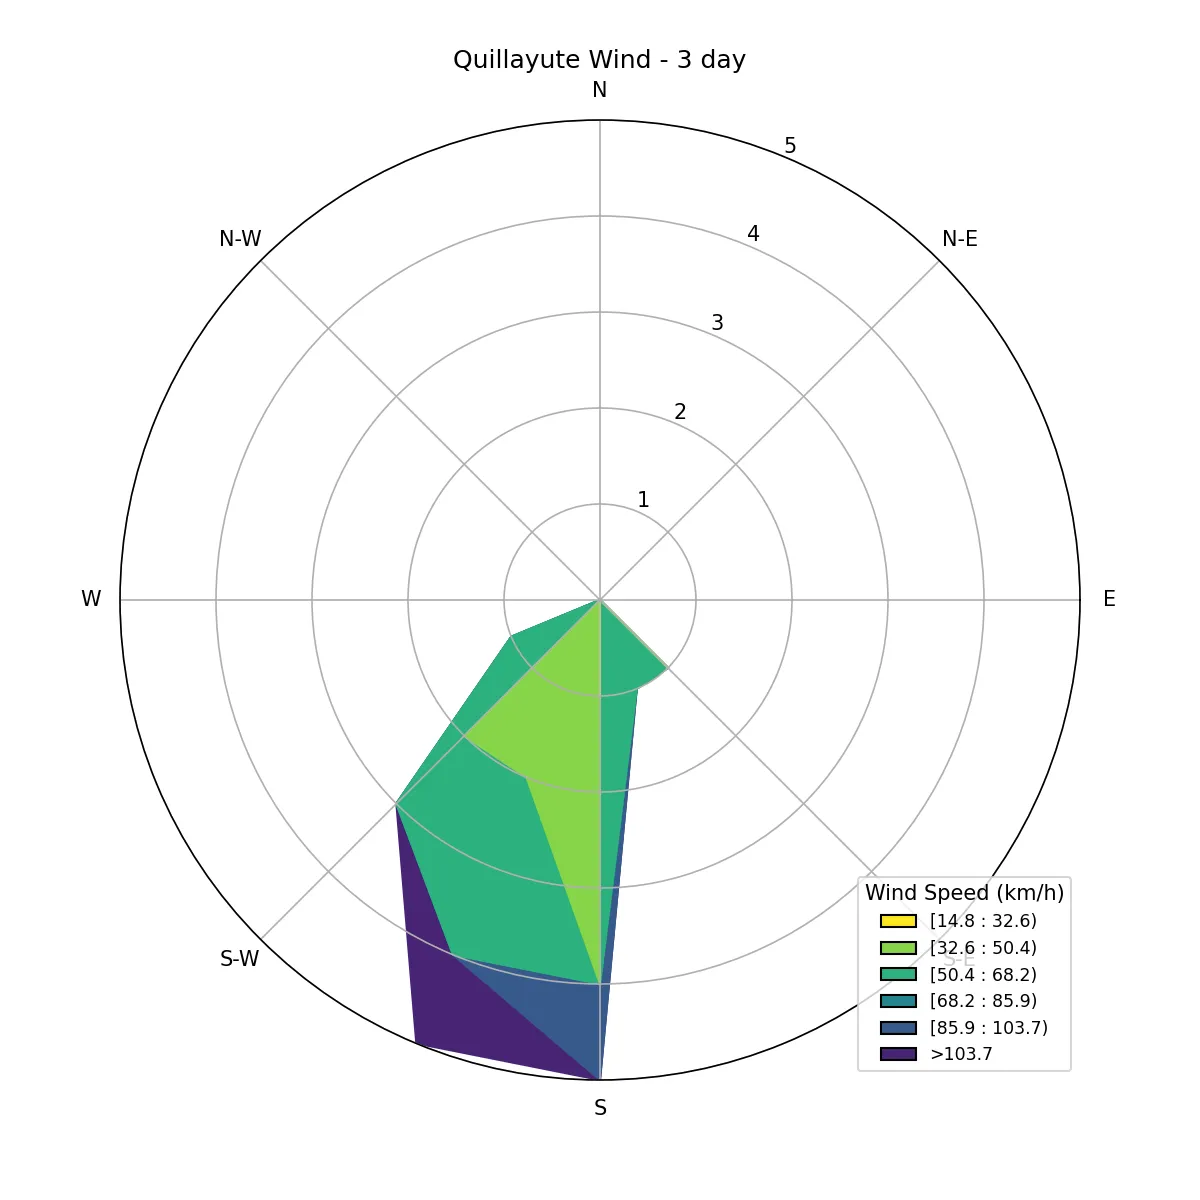 Quillayute Wind - 3 day
N
5
N-W
4
N-E
3
2
1
W
E
Wind Speed (km/h)
[14.8 : 32.6)
[32.6 : 50.4)
S-W
S-E
[50.4 : 68.2)
[68.2 : 85.9)
[85.9 : 103.7)
>103.7
S